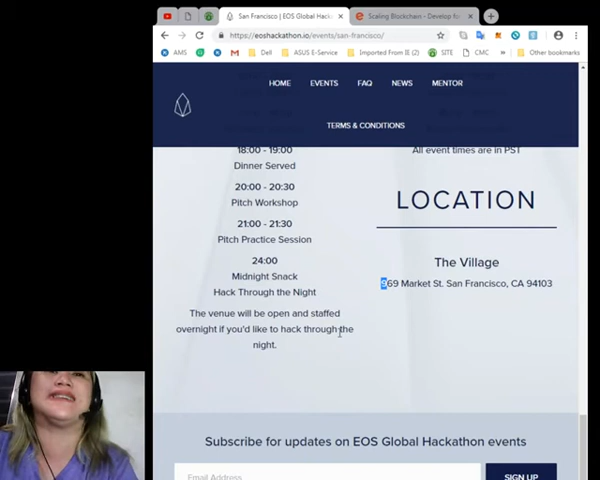 San Francisco | EOS Global Hacka
Scaling Blockchain - Develop for
https://eoshackathon.io/events/san-francisco/
AMS
Dell
ASUS E-Service
Imported From IE (2)
SITE
CMC
Other bookmarks
HOME
EVENTS
FAQ
NEWS
MENTOR
TERMS & CONDITIONS
18:00 - 19:00
Dinner Served
20:00 - 20:30
Pitch Workshop
21:00 - 21:30
Pitch Practice Session
24:00
Midnight Snack
Hack Through the Night
The venue will be open and staffed
overnight if you'd like to hack through the
night.
All event times are in PST
LOCATION
The Village
969 Market St. San Francisco, CA 94103
Subscribe for updates on EOS Global Hackathon events
Email Address
SIGN UP